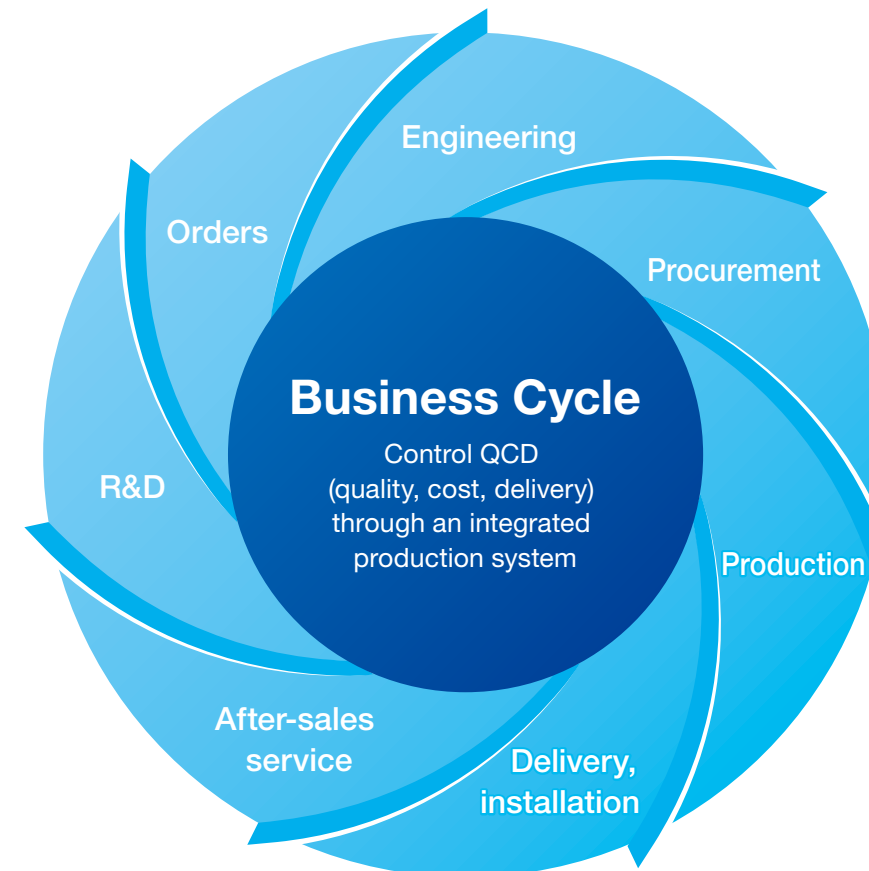 Engineering
Orders
Procurement
Business Cycle
Control QCD
(quality, cost, delivery)
through an integrated
production system
R&D
Production
After-sales
service
Delivery,
installation